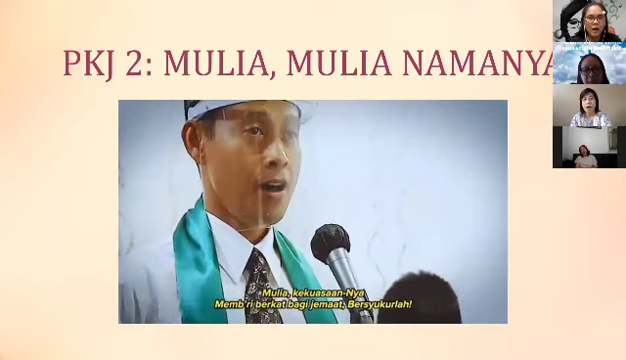 PKJ 2: MULIA, MULIA NAMANYA
Mulia, kekuasaan-Nya
Memb'ri berkat bagi jemaat, Bersyukurlah!